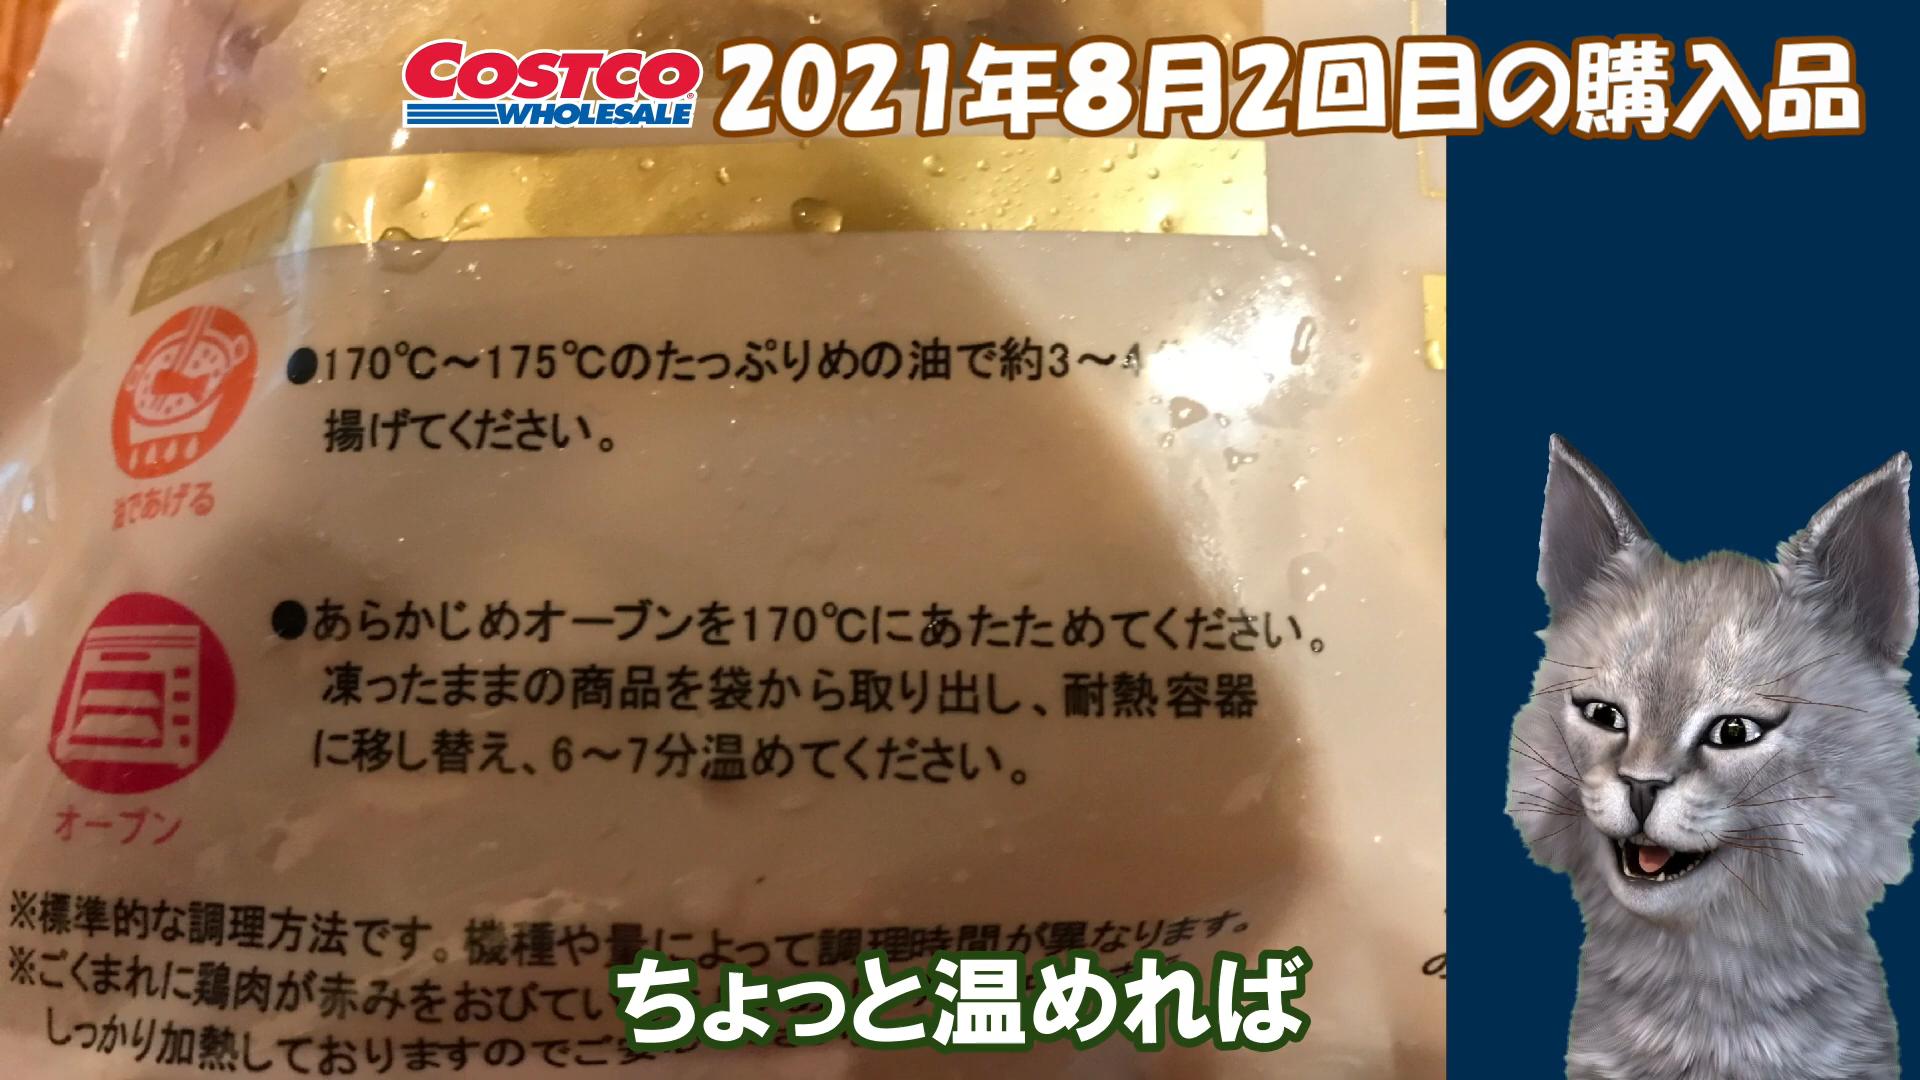 COSTCO
WHOLESALE
2021年8月2回目の購入品
●170℃～175℃のたっぷりめの油で約3～4
揚げてください。
油であげる
●あらかじめオーブンを170℃にあたためてください。
凍ったままの商品を袋から取り出し、耐熱容器
に移し替え、6～7分温めてください。
オーブン
※標準的な調理方法です。機種や量によって調理時間が異なります。
※ごくまれに鶏肉が赤みをおびてい
しっかり加熱しておりますのでご安心
ちょっと温めれば